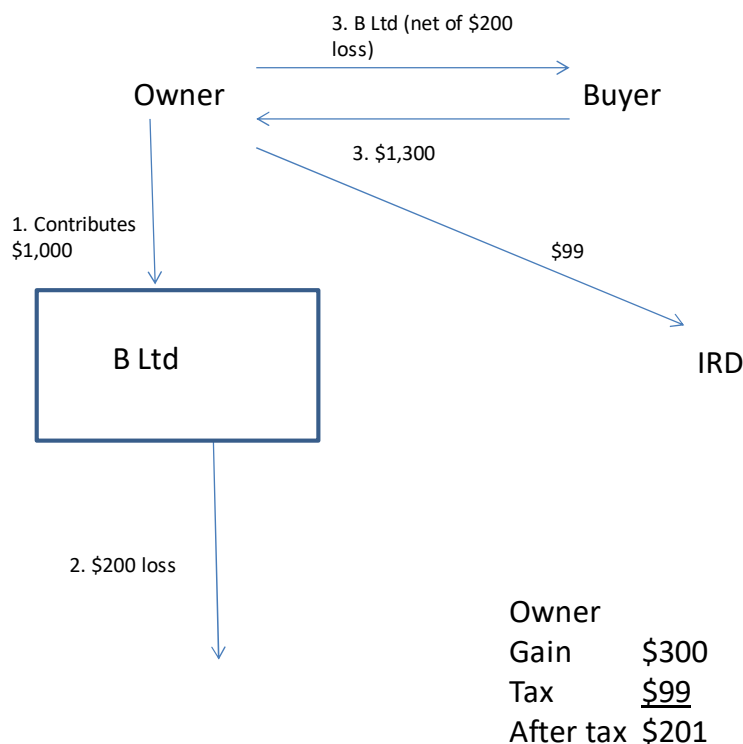 3. B Ltd (net of $200
loss)
Owner
Buyer
3. $1,300
1. Contributes
$1,000
$99
B Ltd
IRD
2. $200 loss
Owner
Gain $300
Tax $99
After tax $201